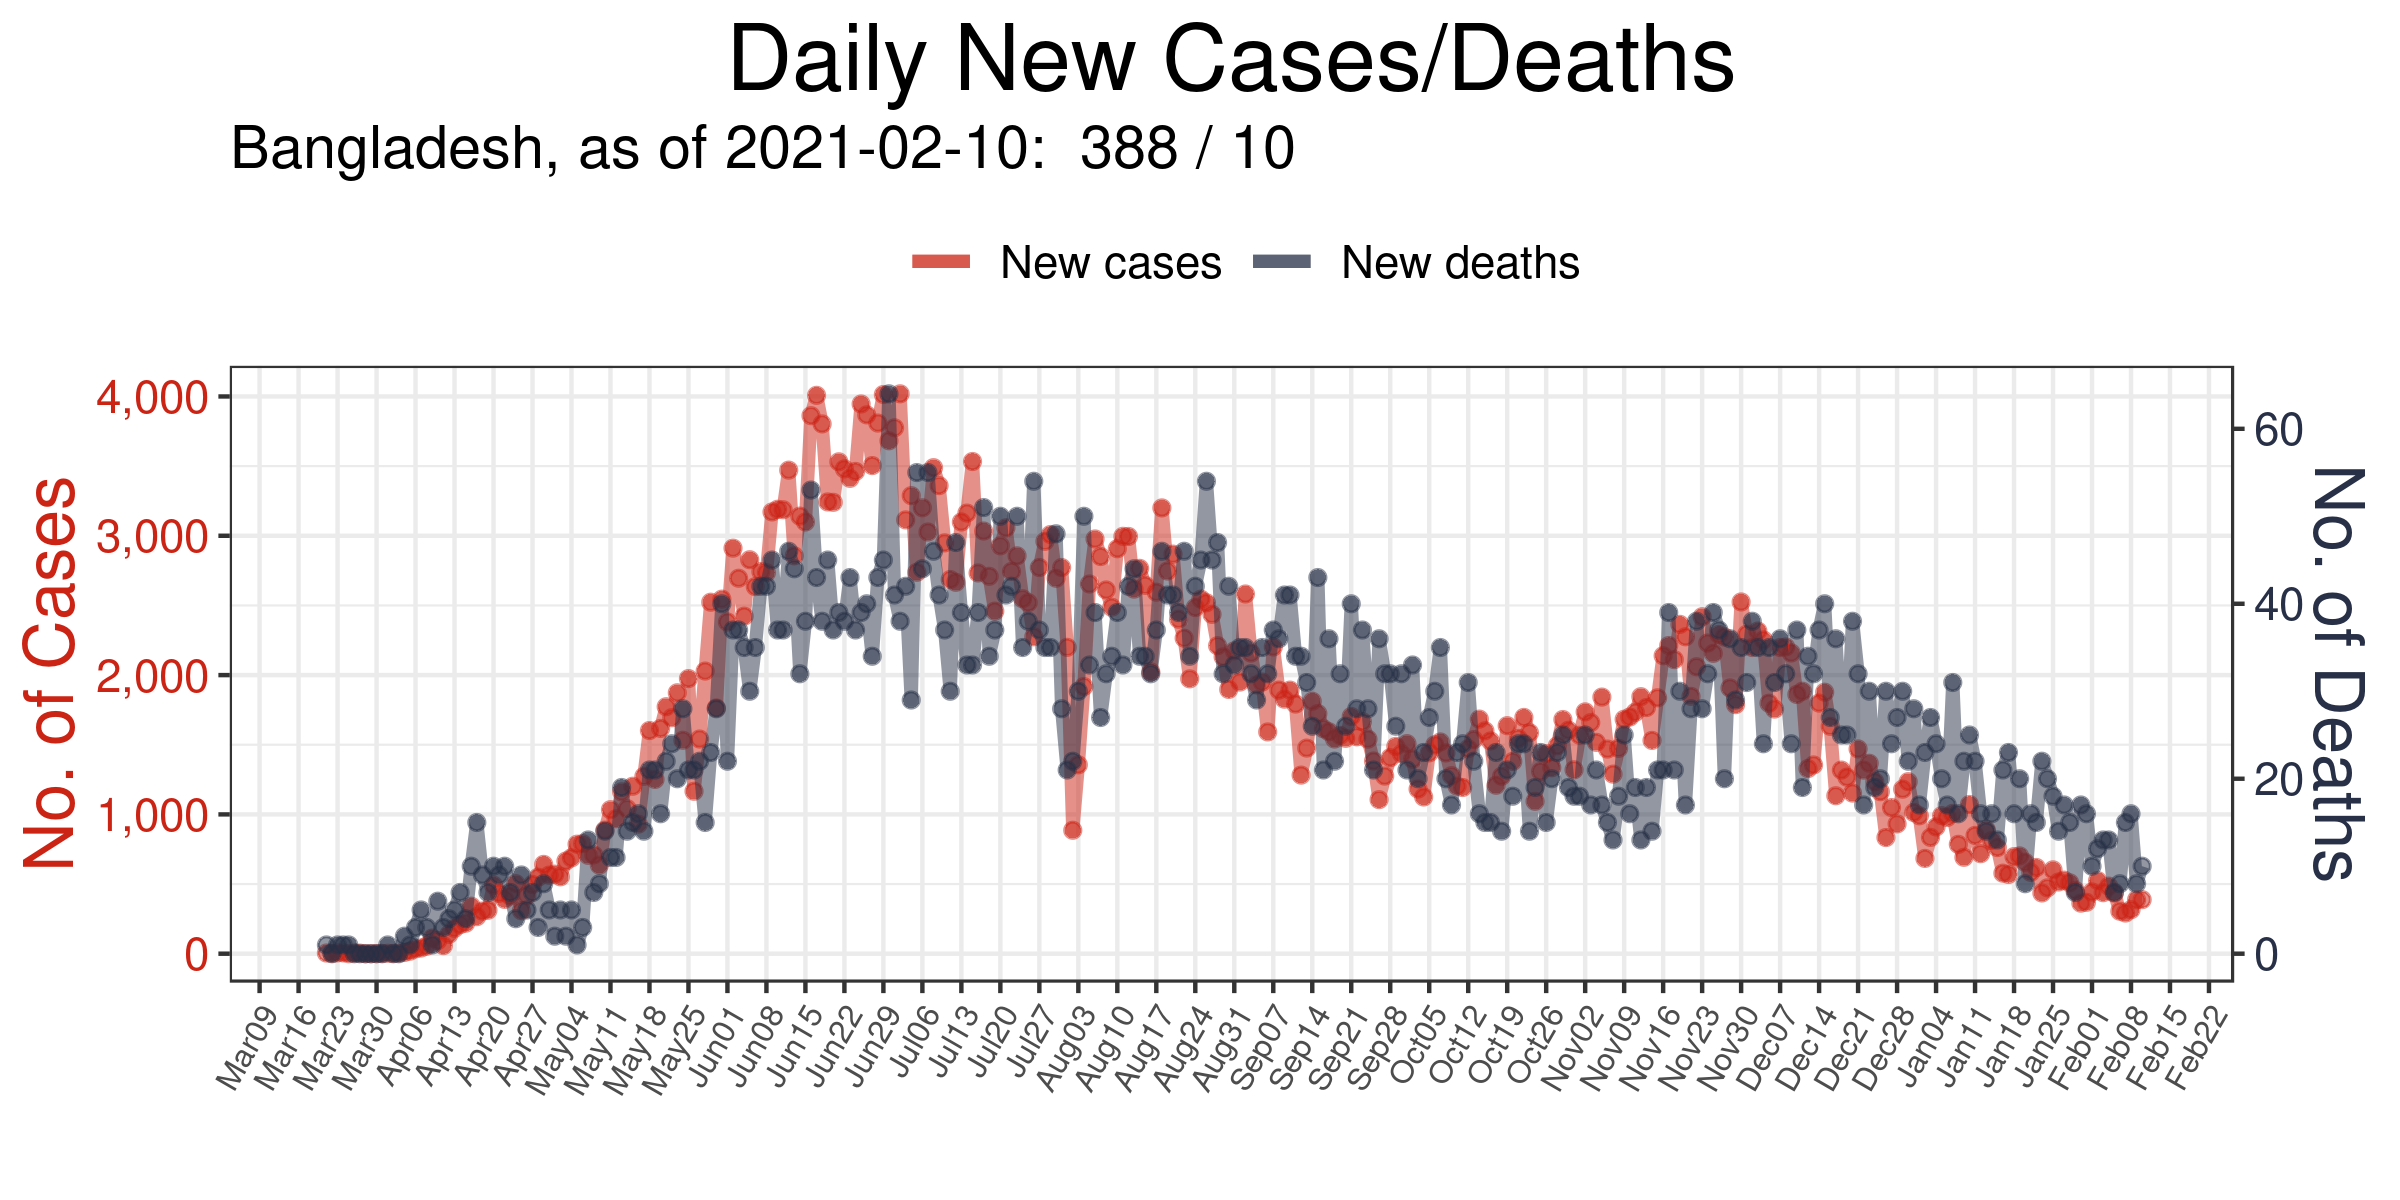 Daily New Cases/Deaths
Bangladesh, as of 2021-02-10:  388 / 10
New cases New deaths
No. of Cases
4,000
3,000
2,000
1,000
0
60
40
20
0
No. of Deaths
Mar09 Mar16 Mar23 Mar30 Apr06 Apr13 Apr20 Apr27 May04 May11 May18 May25 Jun01 Jun08 Jun15 Jun22 Jun29 Jul06 Jul13 Jul20 Jul27 Aug03 Aug10 Aug17 Aug24 Aug31 Sep07 Sep14 Sep21 Sep28 Oct05 Oct12 Oct19 Oct26 Nov02 Nov09 Nov16 Nov23 Nov30 Dec07 Dec14 Dec21 Dec28 Jan04 Jan11 Jan18 Jan25 Feb01 Feb08 Feb15 Feb22